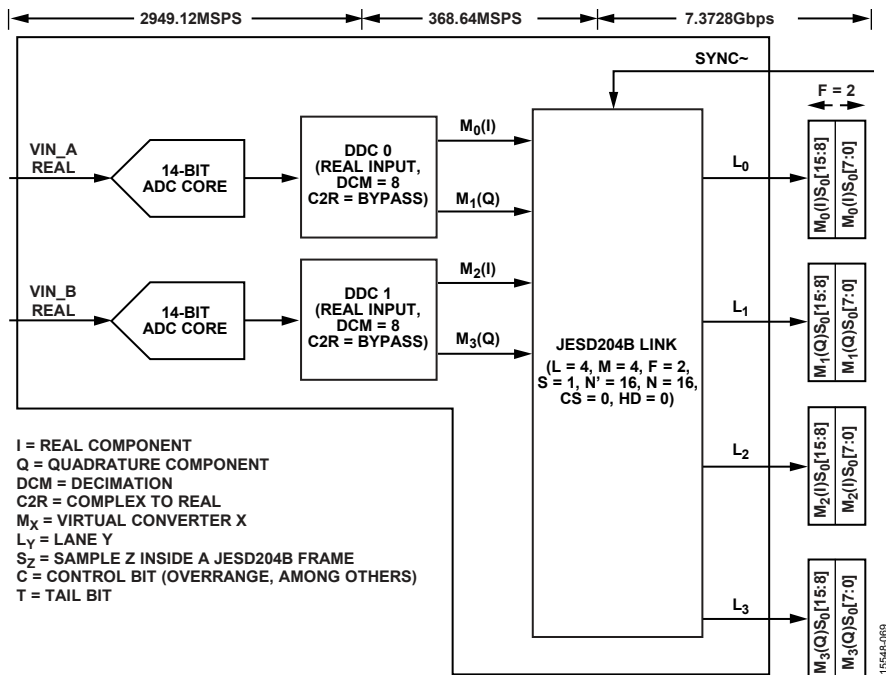 2949.12MSPS
368.64MSPS
7.3728Gbps
SYNC~
F = 2
VIN_A
REAL
14-BIT
ADC CORE
DDC 0
(REAL INPUT,
DCM = 8
C2R = BYPASS)
M0(I)
M1(Q)
L0
M0(I)S0[15:8]
M0(I)S0[7:0]
VIN_B
REAL
14-BIT
ADC CORE
DDC 1
(REAL INPUT,
DCM = 8
C2R = BYPASS)
M2(I)
M3(Q)
JESD204B LINK
(L = 4, M = 4, F = 2,
S = 1, N' = 16, N = 16,
CS = 0, HD = 0)
L1
M1(Q)S0[15:8]
M1(Q)S0[7:0]
L2
M2(I)S0[15:8]
M2(I)S0[7:0]
L3
M3(Q)S0[15:8]
M3(Q)S0[7:0]
I = REAL COMPONENT
Q = QUADRATURE COMPONENT
DCM = DECIMATION
C2R = COMPLEX TO REAL
MX = VIRTUAL CONVERTER X
LY = LANE Y
SZ = SAMPLE Z INSIDE A JESD204B FRAME
C = CONTROL BIT (OVERRANGE, AMONG OTHERS)
T = TAIL BIT
15548-069